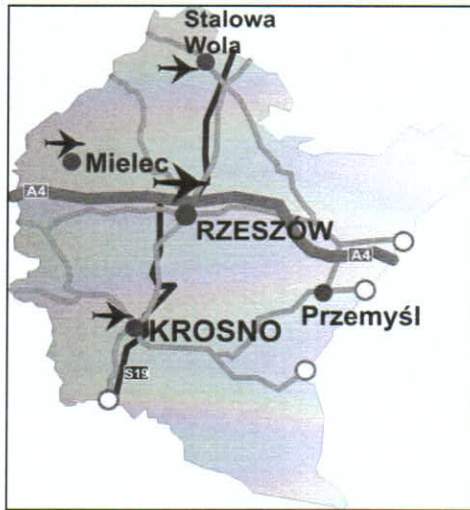 Stalowa
Wola
Mielec
A4
RZESZÓW
A4
Przemyśl
KROSNO
S19